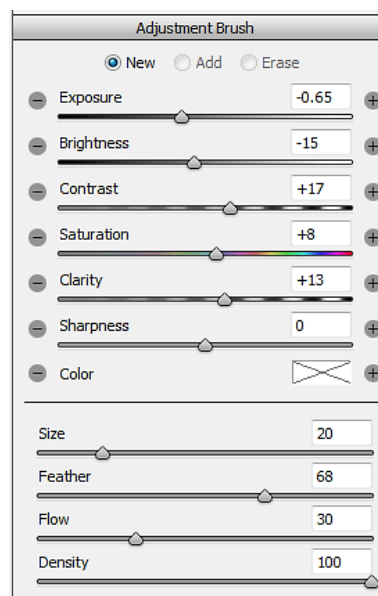 Adjustment Brush
New Add Erase
Exposure -0.65
Brightness -15
Contrast +17
Saturation +8
Clarity +13
Sharpness 0
Color
Size 20
Feather 68
Flow 30
Density 100